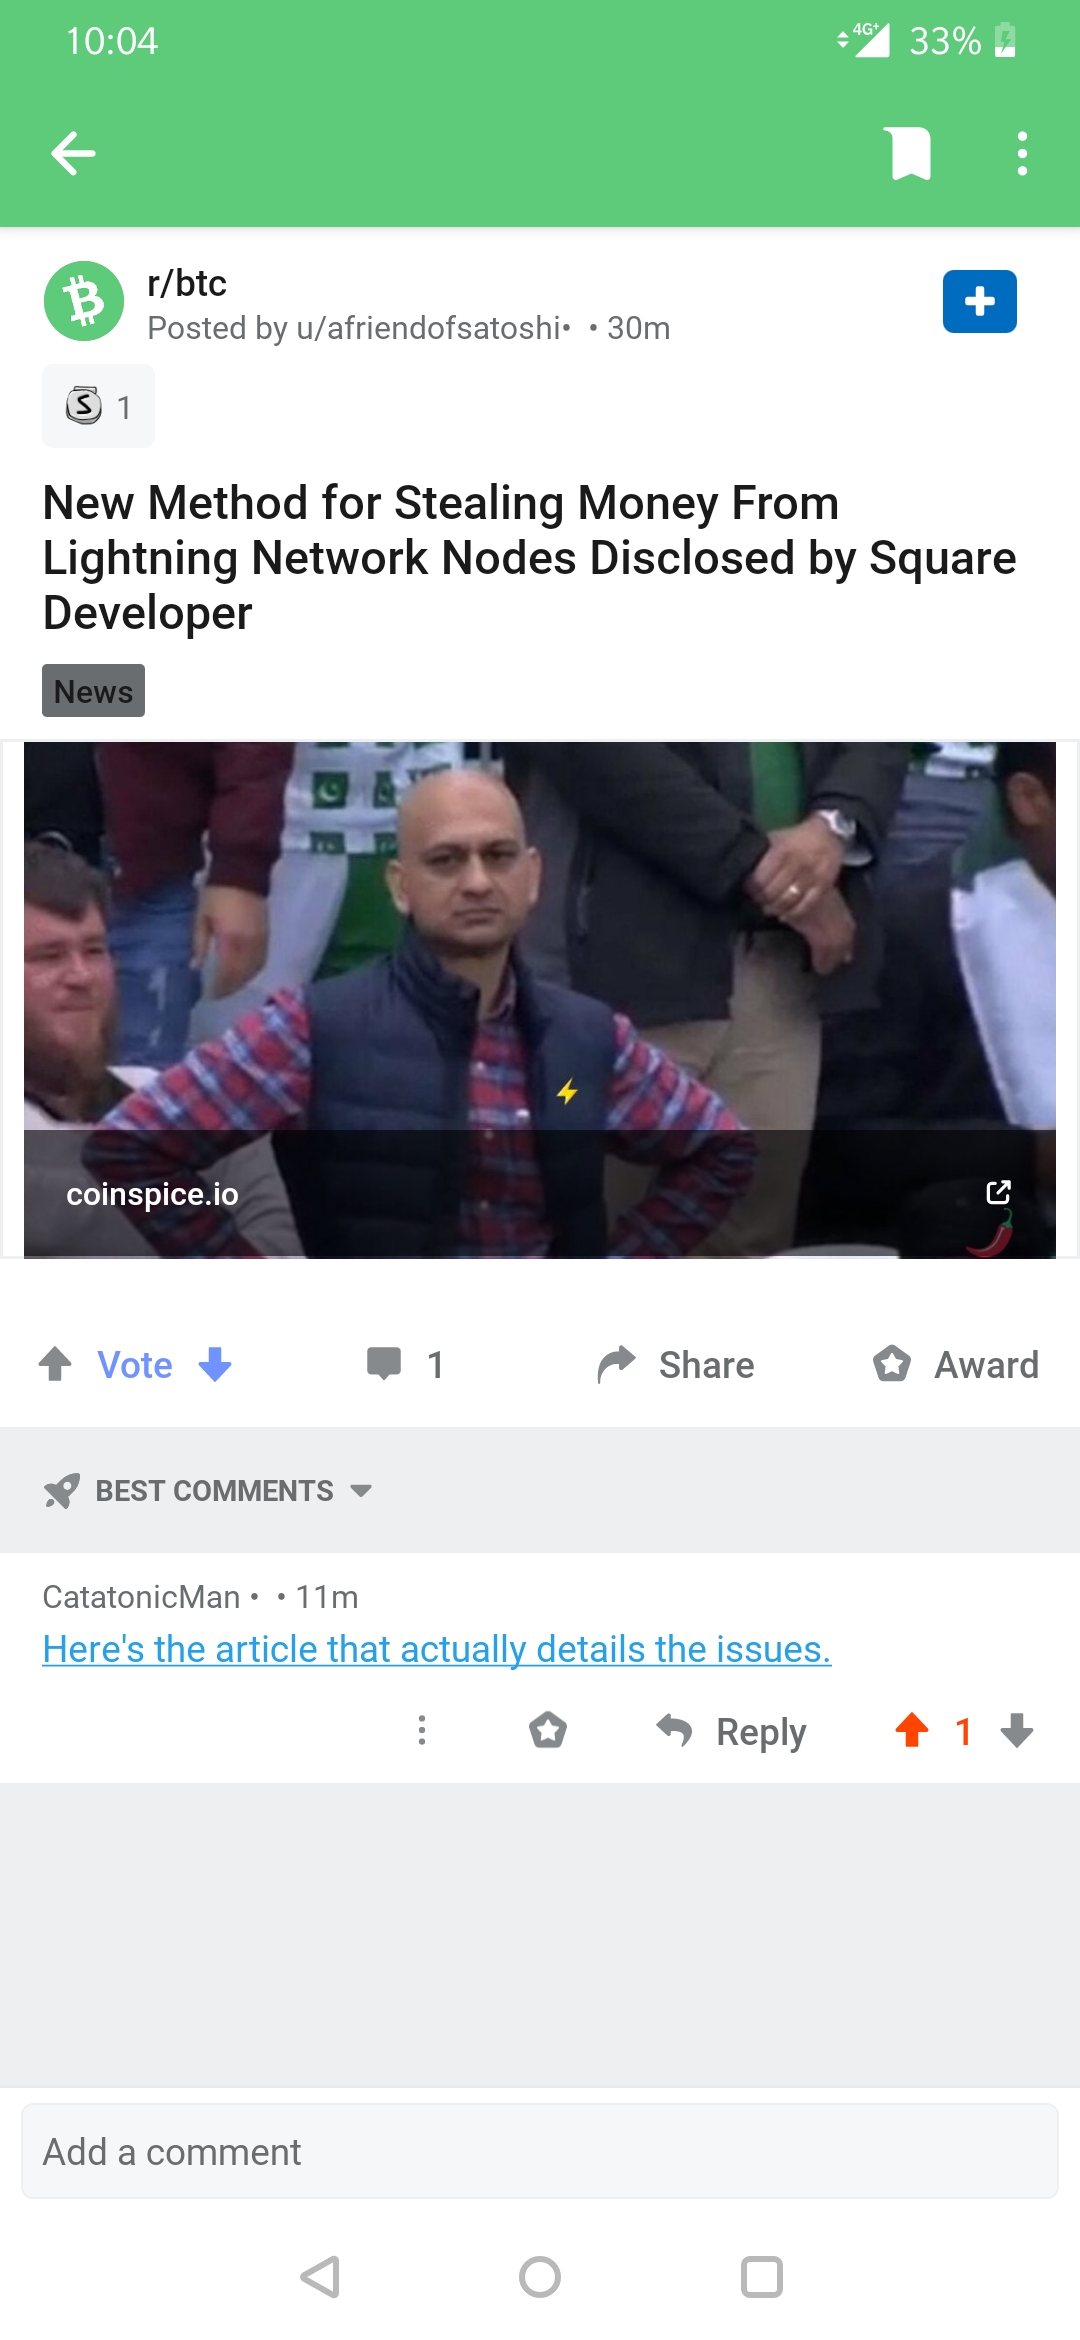 10:04
4G+ 33%
r/btc
Posted by u/afriendofsatoshi• • 30m
S 1
New Method for Stealing Money From
Lightning Network Nodes Disclosed by Square
Developer
News
coinspice.io
Vote 1 Share Award
BEST COMMENTS
CatatonicMan • • 11m
Here's the article that actually details the issues.
Reply 1
Add a comment